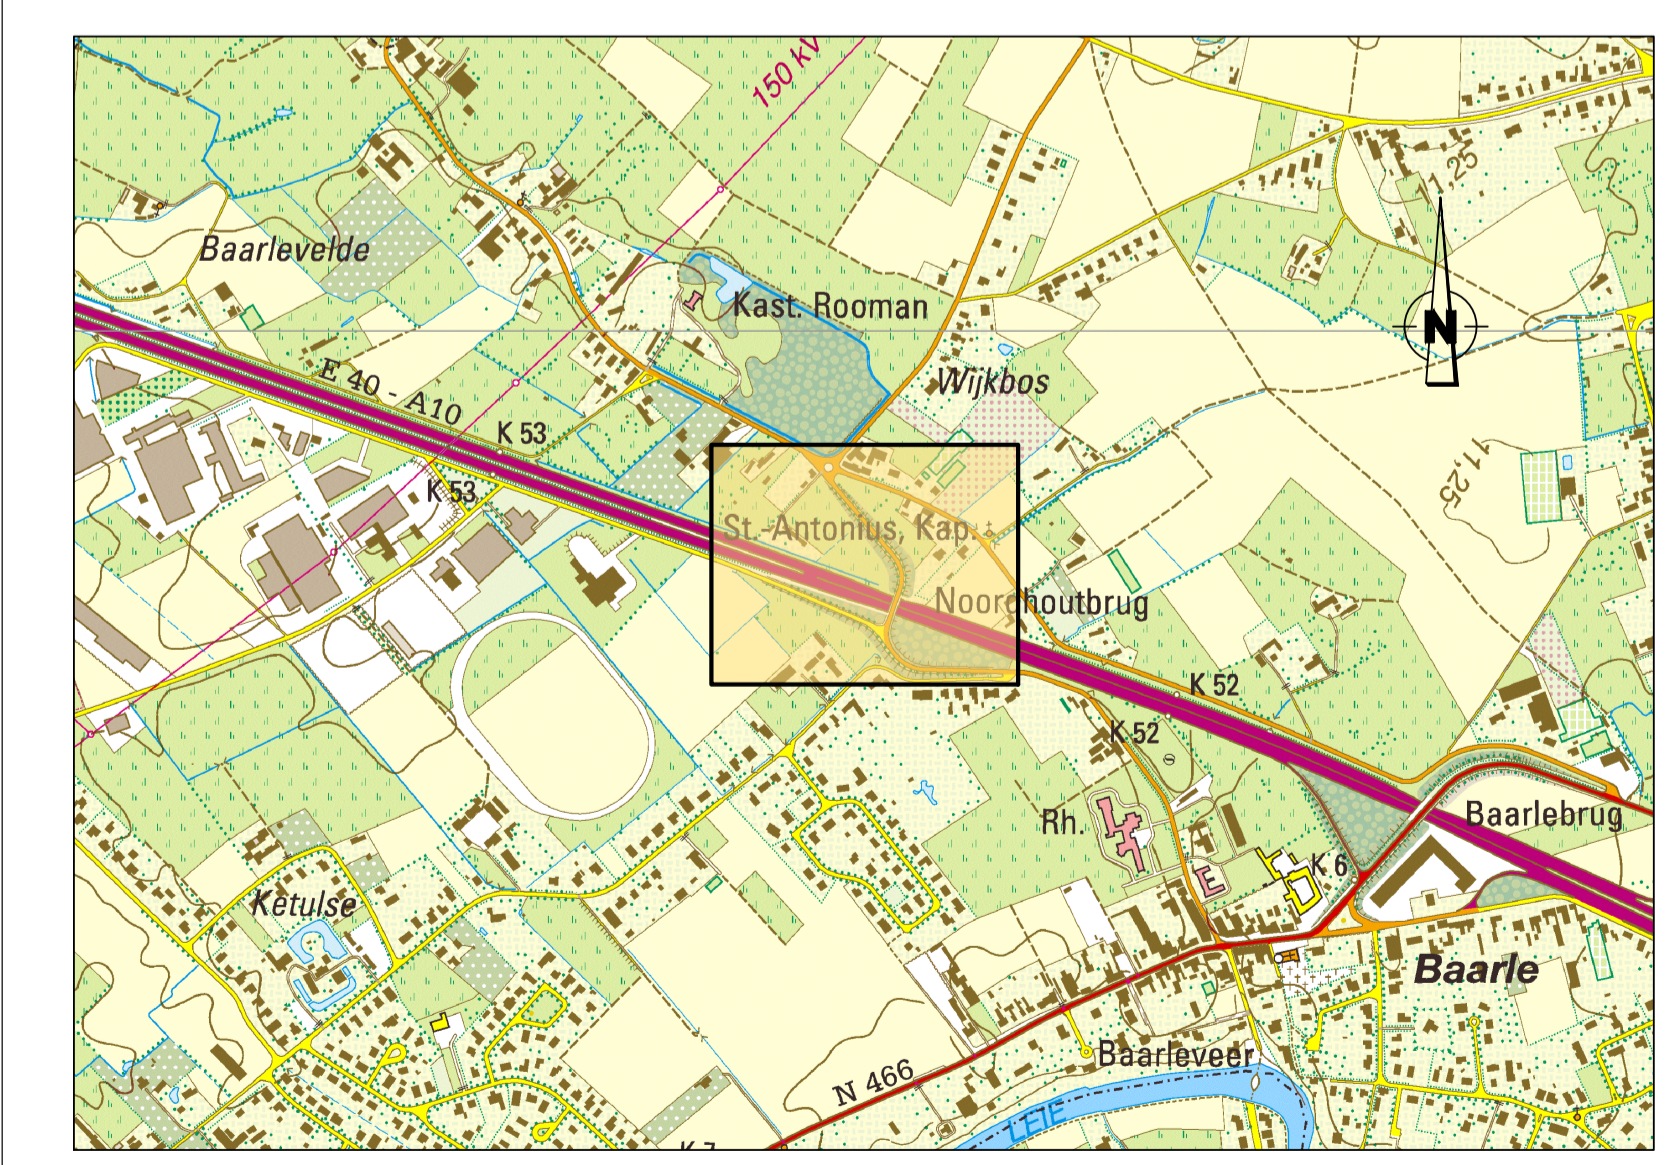 150 kV
11,25
Baarlevelde
Kast. Rooman
N
E 40 - A10
Wijkbos
K 53
K 53
11,25
St.-Antonius, Kap.
Noordhoutbrug
K 52
K 52
Rh.
Baarlebrug
K 6
E
Ketulse
Baarle
N 466
Baarleveer
LEIE